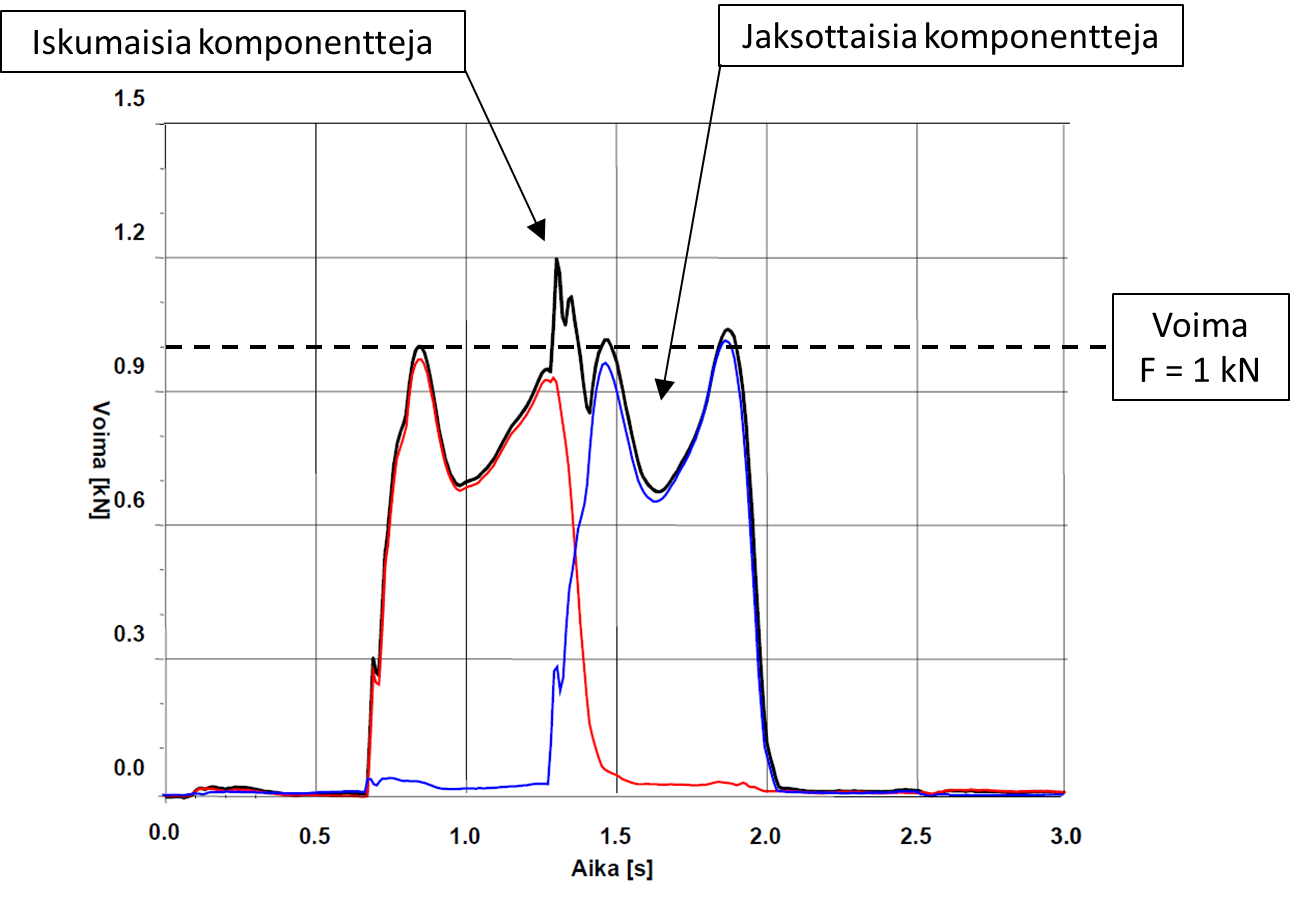 Iskumaisia komponentteja
Jaksottaisia komponentteja
1.5
1.2
0.9
0.6
0.3
0.0
Voima [kN]
Voima
F = 1 kN
0.0 0.5 1.0 1.5 2.0 2.5 3.0
Aika [s]